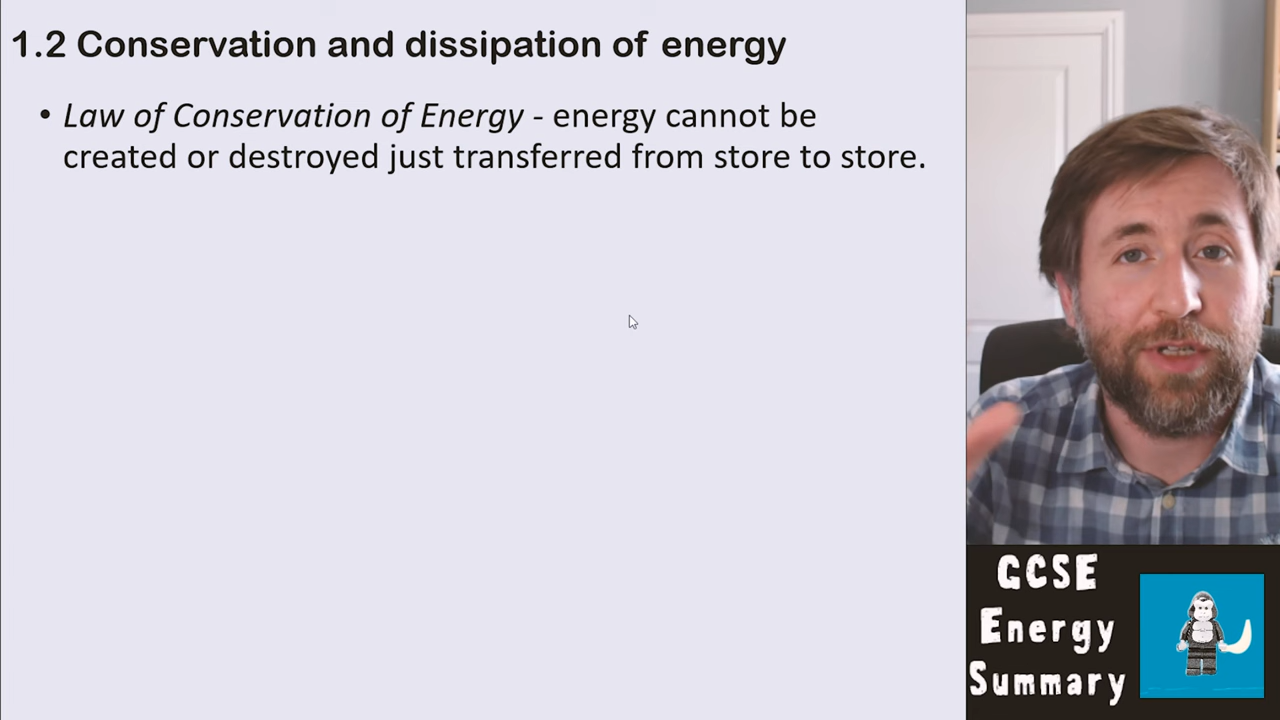 1.2 Conservation and dissipation of energy
• Law of Conservation of Energy - energy cannot be
created or destroyed just transferred from store to store.
GCSE
Energy
Summary